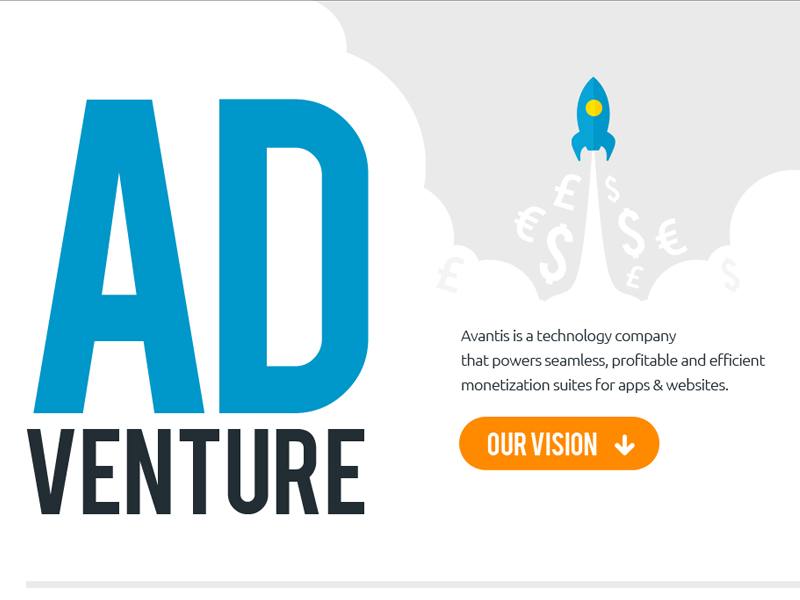 AD
VENTURE
£ $
€ $ $ €
£ £ $
Avantis is a technology company
that powers seamless, profitable and efficient
monetization suites for apps & websites.
OUR VISION